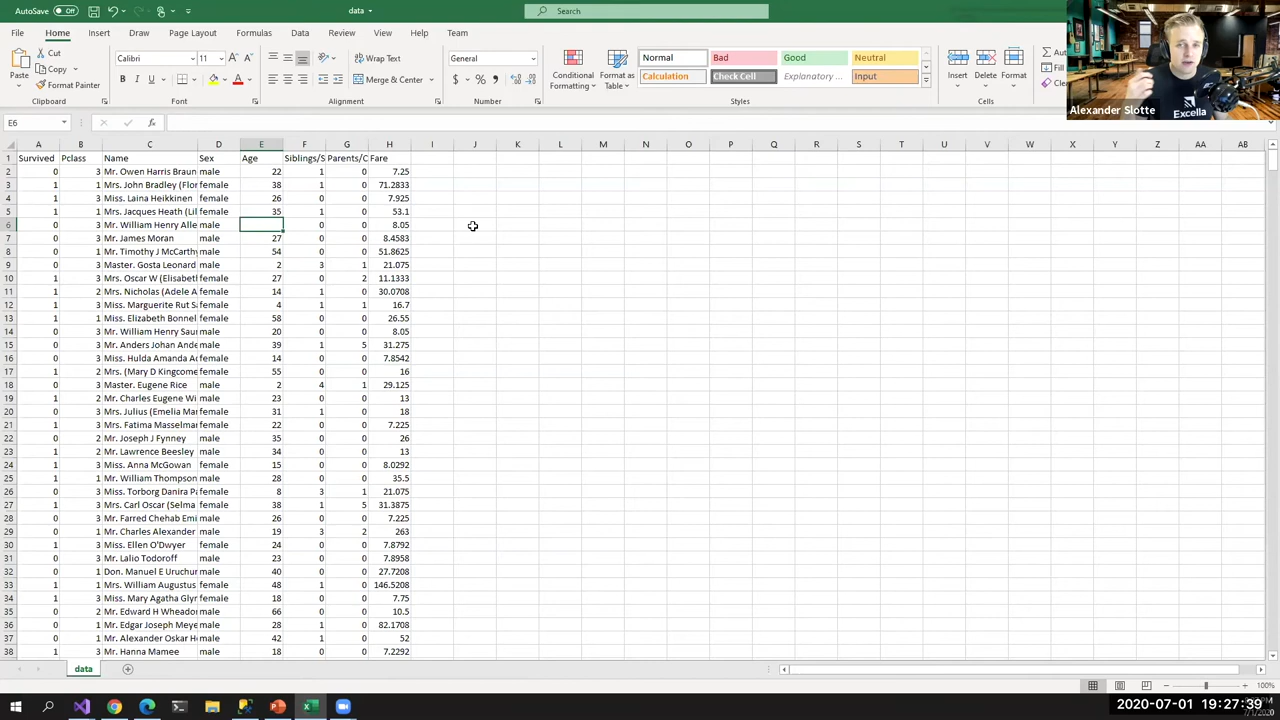 AutoSave Off data Search
File Home Insert Draw Page Layout Formulas Data Review View Help Team
Paste Cut Copy Format Painter Clipboard
Calibri 11 B I U Font
Wrap Text Merge & Center Alignment
General $ % Number
Conditional Formatting Format as Table
Normal Bad Good Neutral
Calculation Check Cell Explanatory ... Input
Styles
Insert Delete Format Cells
Alexander Slotte
Excella
E6 fx
A B C D E F G H I J K L M N O P Q R S T U V W X Y Z AA AB
1 Survived Pclass Name Sex Age Siblings/S Parents/C Fare
2 0 3 Mr. Owen Harris Braun male 22 1 0 7.25
3 1 1 Mrs. John Bradley (Flor female 38 1 0 71.2833
4 1 3 Miss. Laina Heikkinen female 26 0 0 7.925
5 1 1 Mrs. Jacques Heath (Lil female 35 1 0 53.1
6 0 3 Mr. William Henry Alle male 0 0 8.05
7 0 3 Mr. James Moran male 27 0 0 8.4583
8 0 1 Mr. Timothy J McCarthy male 54 0 0 51.8625
9 0 3 Master. Gosta Leonard male 2 3 1 21.075
10 1 3 Mrs. Oscar W (Elisabet female 27 0 2 11.1333
11 1 2 Mrs. Nicholas (Adele A female 14 1 0 30.0708
12 1 3 Miss. Marguerite Rut S female 4 1 1 16.7
13 1 1 Miss. Elizabeth Bonnel female 58 0 0 26.55
14 0 3 Mr. William Henry Sau male 20 0 0 8.05
15 0 3 Mr. Anders Johan Ande male 39 1 5 31.275
16 0 3 Miss. Hulda Amanda Ad female 14 0 0 7.8542
17 1 2 Mrs. (Mary D Kingcome female 55 0 0 16
18 0 3 Master. Eugene Rice male 2 4 1 29.125
19 1 2 Mr. Charles Eugene Wi male 23 0 0 13
20 0 3 Mrs. Julius (Emelia Mar female 31 1 0 18
21 1 3 Mrs. Fatima Masselman female 22 0 0 7.225
22 0 2 Mr. Joseph J Fynney male 35 0 0 26
23 1 2 Mr. Lawrence Beesley male 34 0 0 13
24 1 3 Miss. Anna McGowan female 15 0 0 8.0292
25 1 1 Mr. William Thompson male 28 0 0 35.5
26 0 3 Miss. Torborg Danira Pa female 8 3 1 21.075
27 1 3 Mrs. Carl Oscar (Selma female 38 1 5 31.3875
28 0 3 Mr. Farred Chehab Emi male 26 0 0 7.225
29 0 1 Mr. Charles Alexander male 19 3 2 263
30 1 3 Miss. Ellen O'Dwyer female 24 0 0 7.8792
31 0 3 Mr. Lalio Todoroff male 23 0 0 7.8958
32 0 1 Don. Manuel E Uruchur male 40 0 0 27.7208
33 1 1 Mrs. William Augustus female 48 1 0 146.5208
34 1 3 Miss. Mary Agatha Glyn female 18 0 0 7.75
35 0 2 Mr. Edward H Wheadon male 66 0 0 10.5
36 0 1 Mr. Edgar Joseph Meye male 28 1 0 82.1708
37 0 1 Mr. Alexander Oskar Ho male 42 1 0 52
38 1 3 Mr. Hanna Mamee male 18 0 0 7.2292
data
100%
2020-07-01 19:27:39
7/1/2020